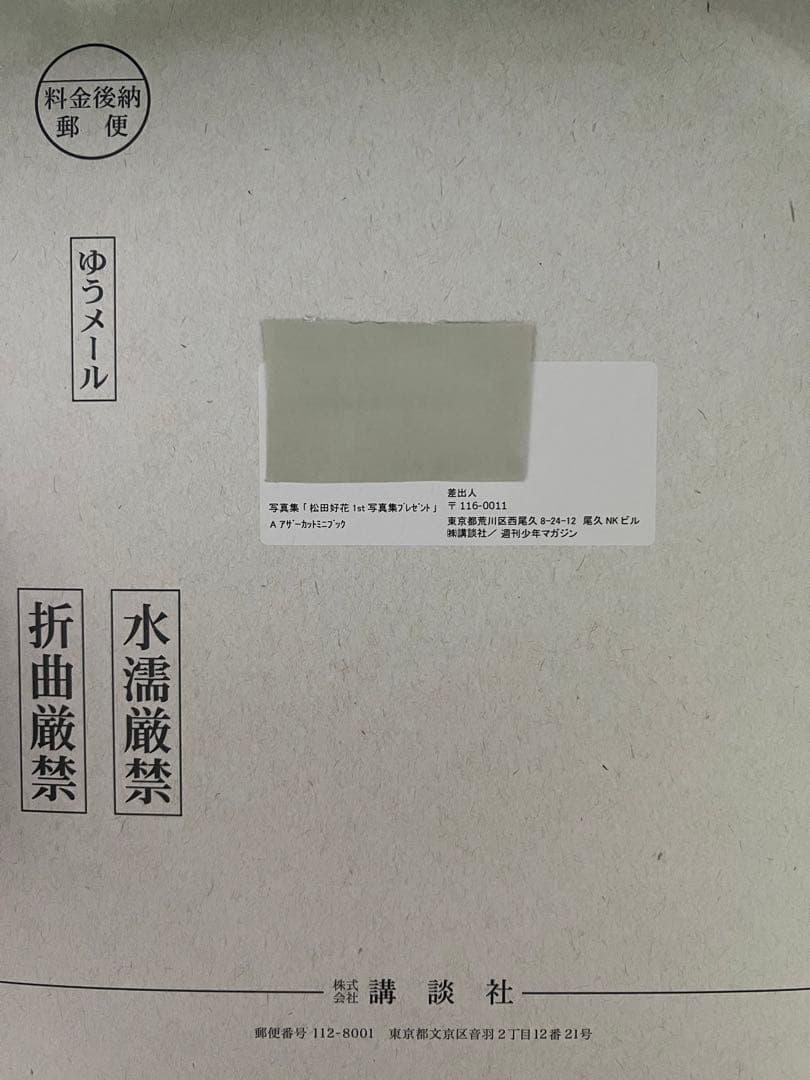 料金後納
郵 便
ゆうメール
写真集「 松田好花 1st 写真集ﾌﾟﾚｾﾞﾝﾄ 」
A ｱｻﾞｰｶｯﾄﾐﾆﾌﾞｯｸ
差出人
〒 116-0011
東京都荒川区西尾久 8-24-12 尾久 NK ビル
㈱講談社／ 週刊少年マガジン
水濡厳禁
折曲厳禁
株式会社 講 談 社
郵便番号 112-8001 東京都文京区音羽 2 丁目12番 21号